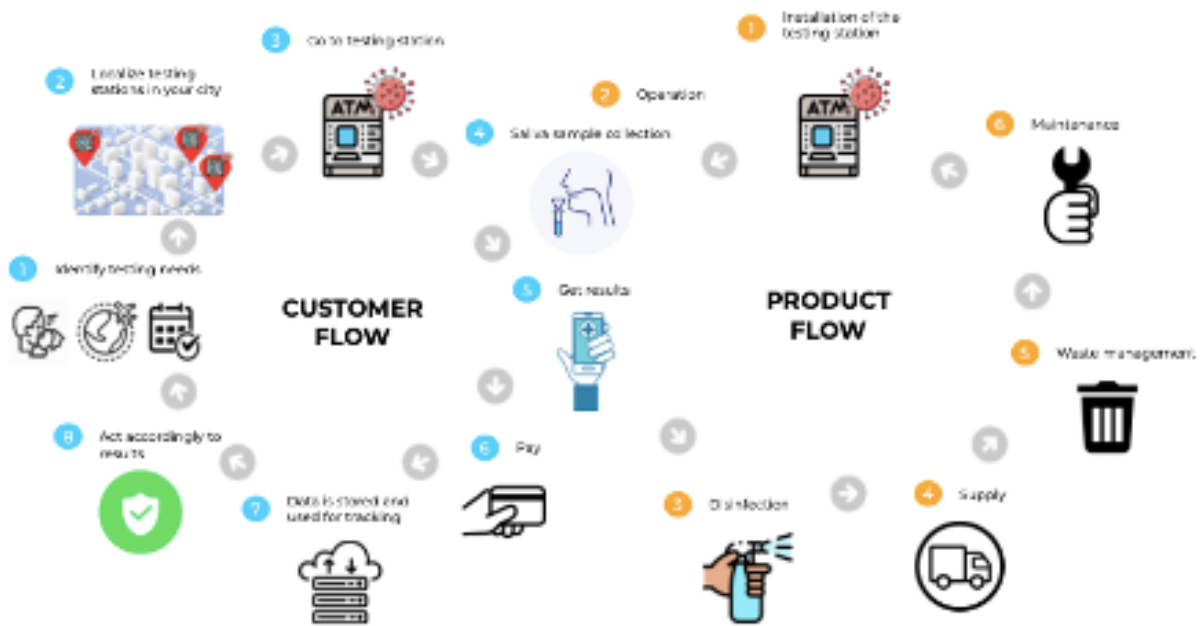 1 Identify testing needs
2 Localize testing
stations in your city
3 Go to testing station
ATM
4 Saliva sample collection
5 Get results
6 Pay
7 Data is stored and
used for tracking
8 Act accordingly to
results
CUSTOMER
FLOW
1 Installation of the
testing station
ATM
2 Operation
3 Disinfection
4 Supply
5 Waste management
6 Maintenance
PRODUCT
FLOW